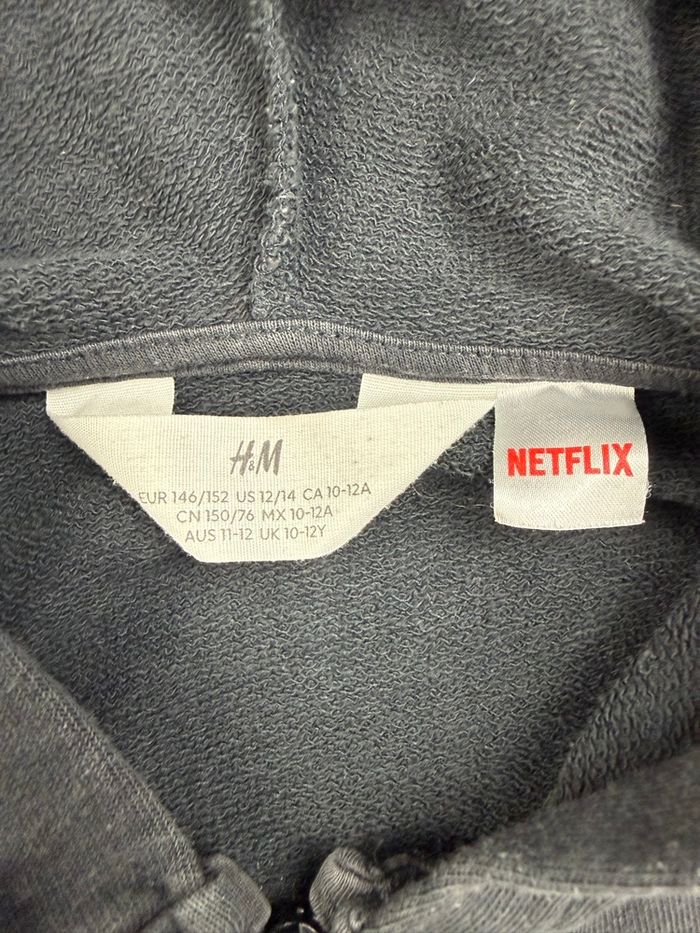 H&M
EUR 146/152 US 12/14 CA 10-12A
CN 150/76 MX 10-12A
AUS 11-12 UK 10-12Y
NETFLIX